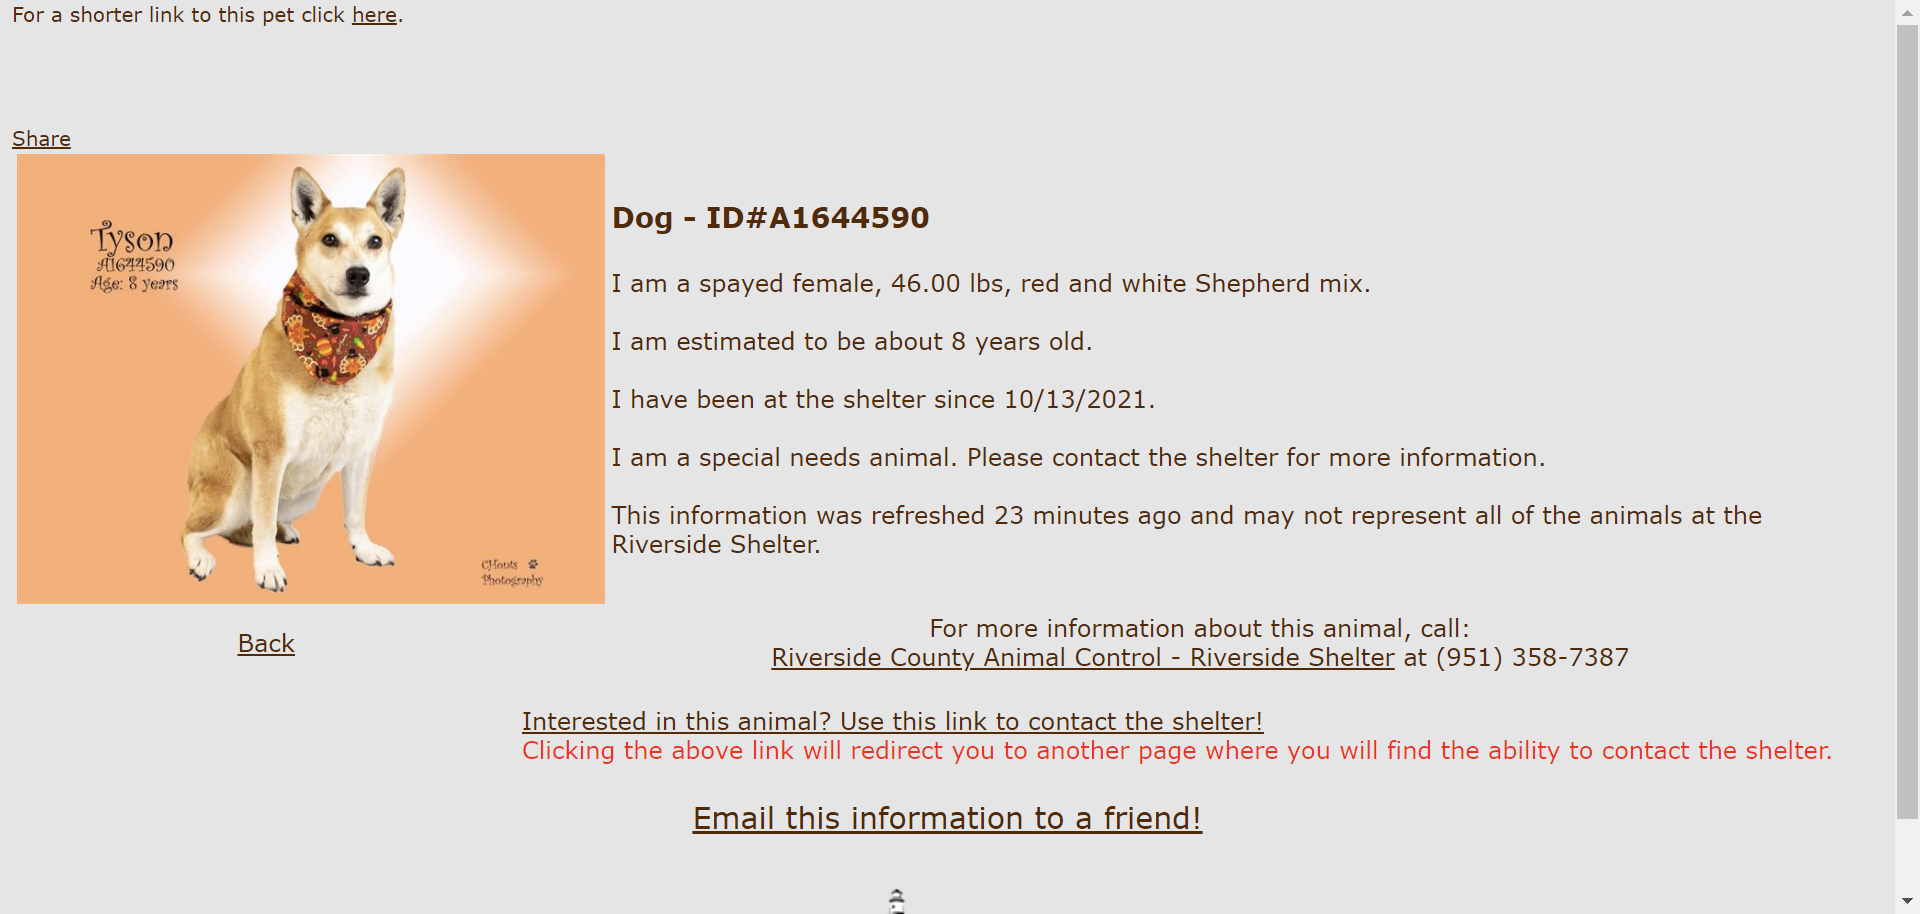 For a shorter link to this pet click here.
Share
Tyson
A1644590
Age: 8 years
CHonts
Photography
Dog - ID#A1644590
I am a spayed female, 46.00 lbs, red and white Shepherd mix.
I am estimated to be about 8 years old.
I have been at the shelter since 10/13/2021.
I am a special needs animal. Please contact the shelter for more information.
This information was refreshed 23 minutes ago and may not represent all of the animals at the
Riverside Shelter.
Back
For more information about this animal, call:
Riverside County Animal Control - Riverside Shelter at (951) 358-7387
Interested in this animal? Use this link to contact the shelter!
Clicking the above link will redirect you to another page where you will find the ability to contact the shelter.
Email this information to a friend!